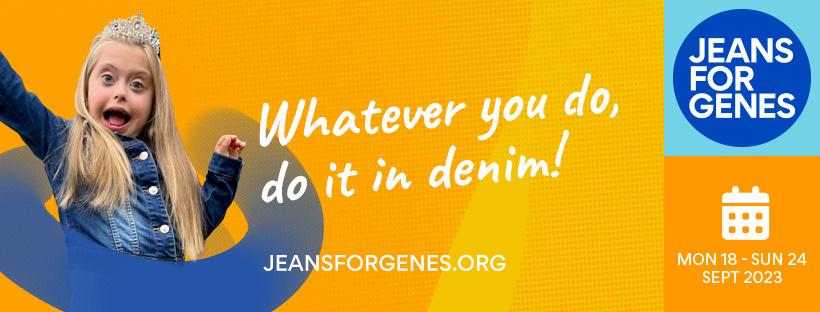 Whatever you do,
do it in denim!
JEANSFORGENES.ORG
JEANS
FOR
GENES
MON 18 - SUN 24
SEPT 2023